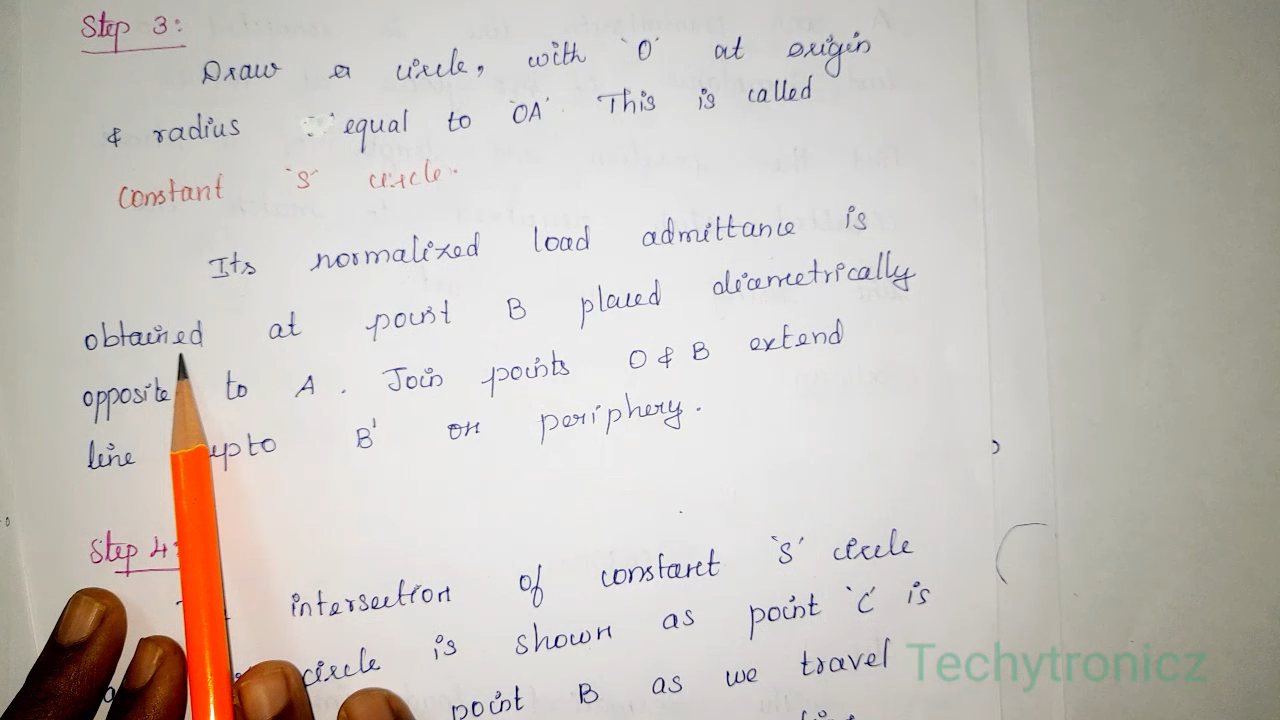 Step 3:
Draw a circle, with 'O' at origin
& radius equal to 'OA'. This is called
constant 'S' circle.
Its normalized load admittance is
obtained at point B placed diametrically
opposite to A. Join points O & B extend
line upto B' on periphery.
Step 4:
intersection of constant 'S' circle
circle is shown as point 'C' is
point B as we travel
Techytronicz